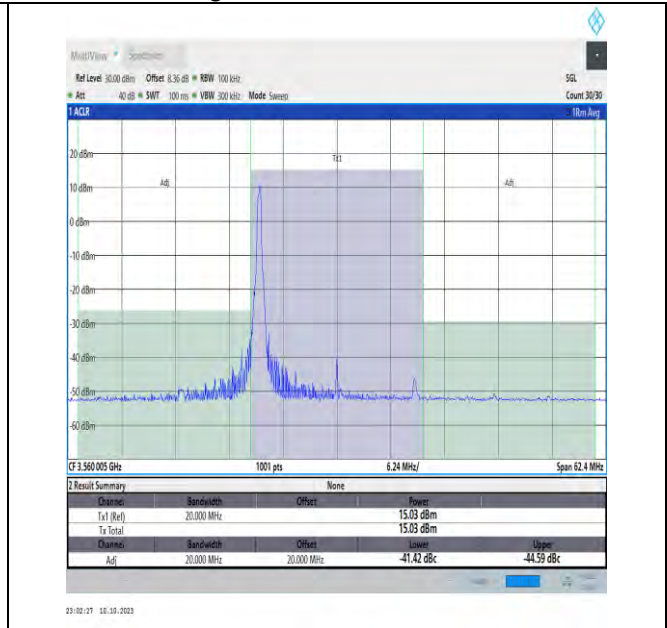 MultiView Spectrum
Ref Level 30.00 dBm Offset 8.36 dB RBW 100 kHz SGL
Att 40 dB SWT 100 ms VBW 300 kHz Mode Sweep Count 30/30
1 ACLR 1Rm Avg
20 dBm
Tx1
10 dBm Adj Adj
0 dBm
-10 dBm
-20 dBm
-30 dBm
-40 dBm
-50 dBm
-60 dBm
CF 3.560 005 GHz 1001 pts 6.24 MHz/ Span 62.4 MHz
2 Result Summary None
Channel Bandwidth Offset Power
Tx1 (Ref) 20.000 MHz 15.03 dBm
Tx Total 15.03 dBm
Channel Bandwidth Offset Lower Upper
Adj 20.000 MHz 20.000 MHz -41.42 dBc -44.59 dBc
23:02:27 10.10.2023